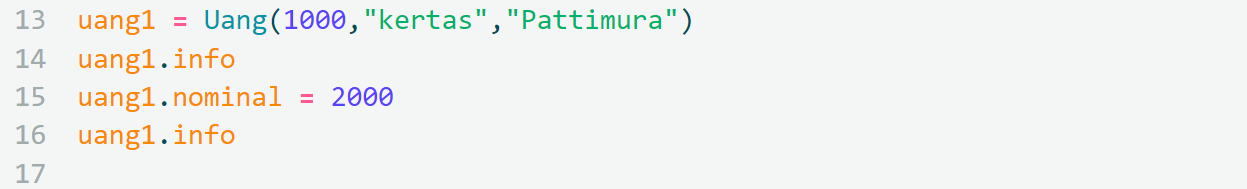 13 uang1 = Uang(1000,"kertas","Pattimura")
14 uang1.info
15 uang1.nominal = 2000
16 uang1.info
17